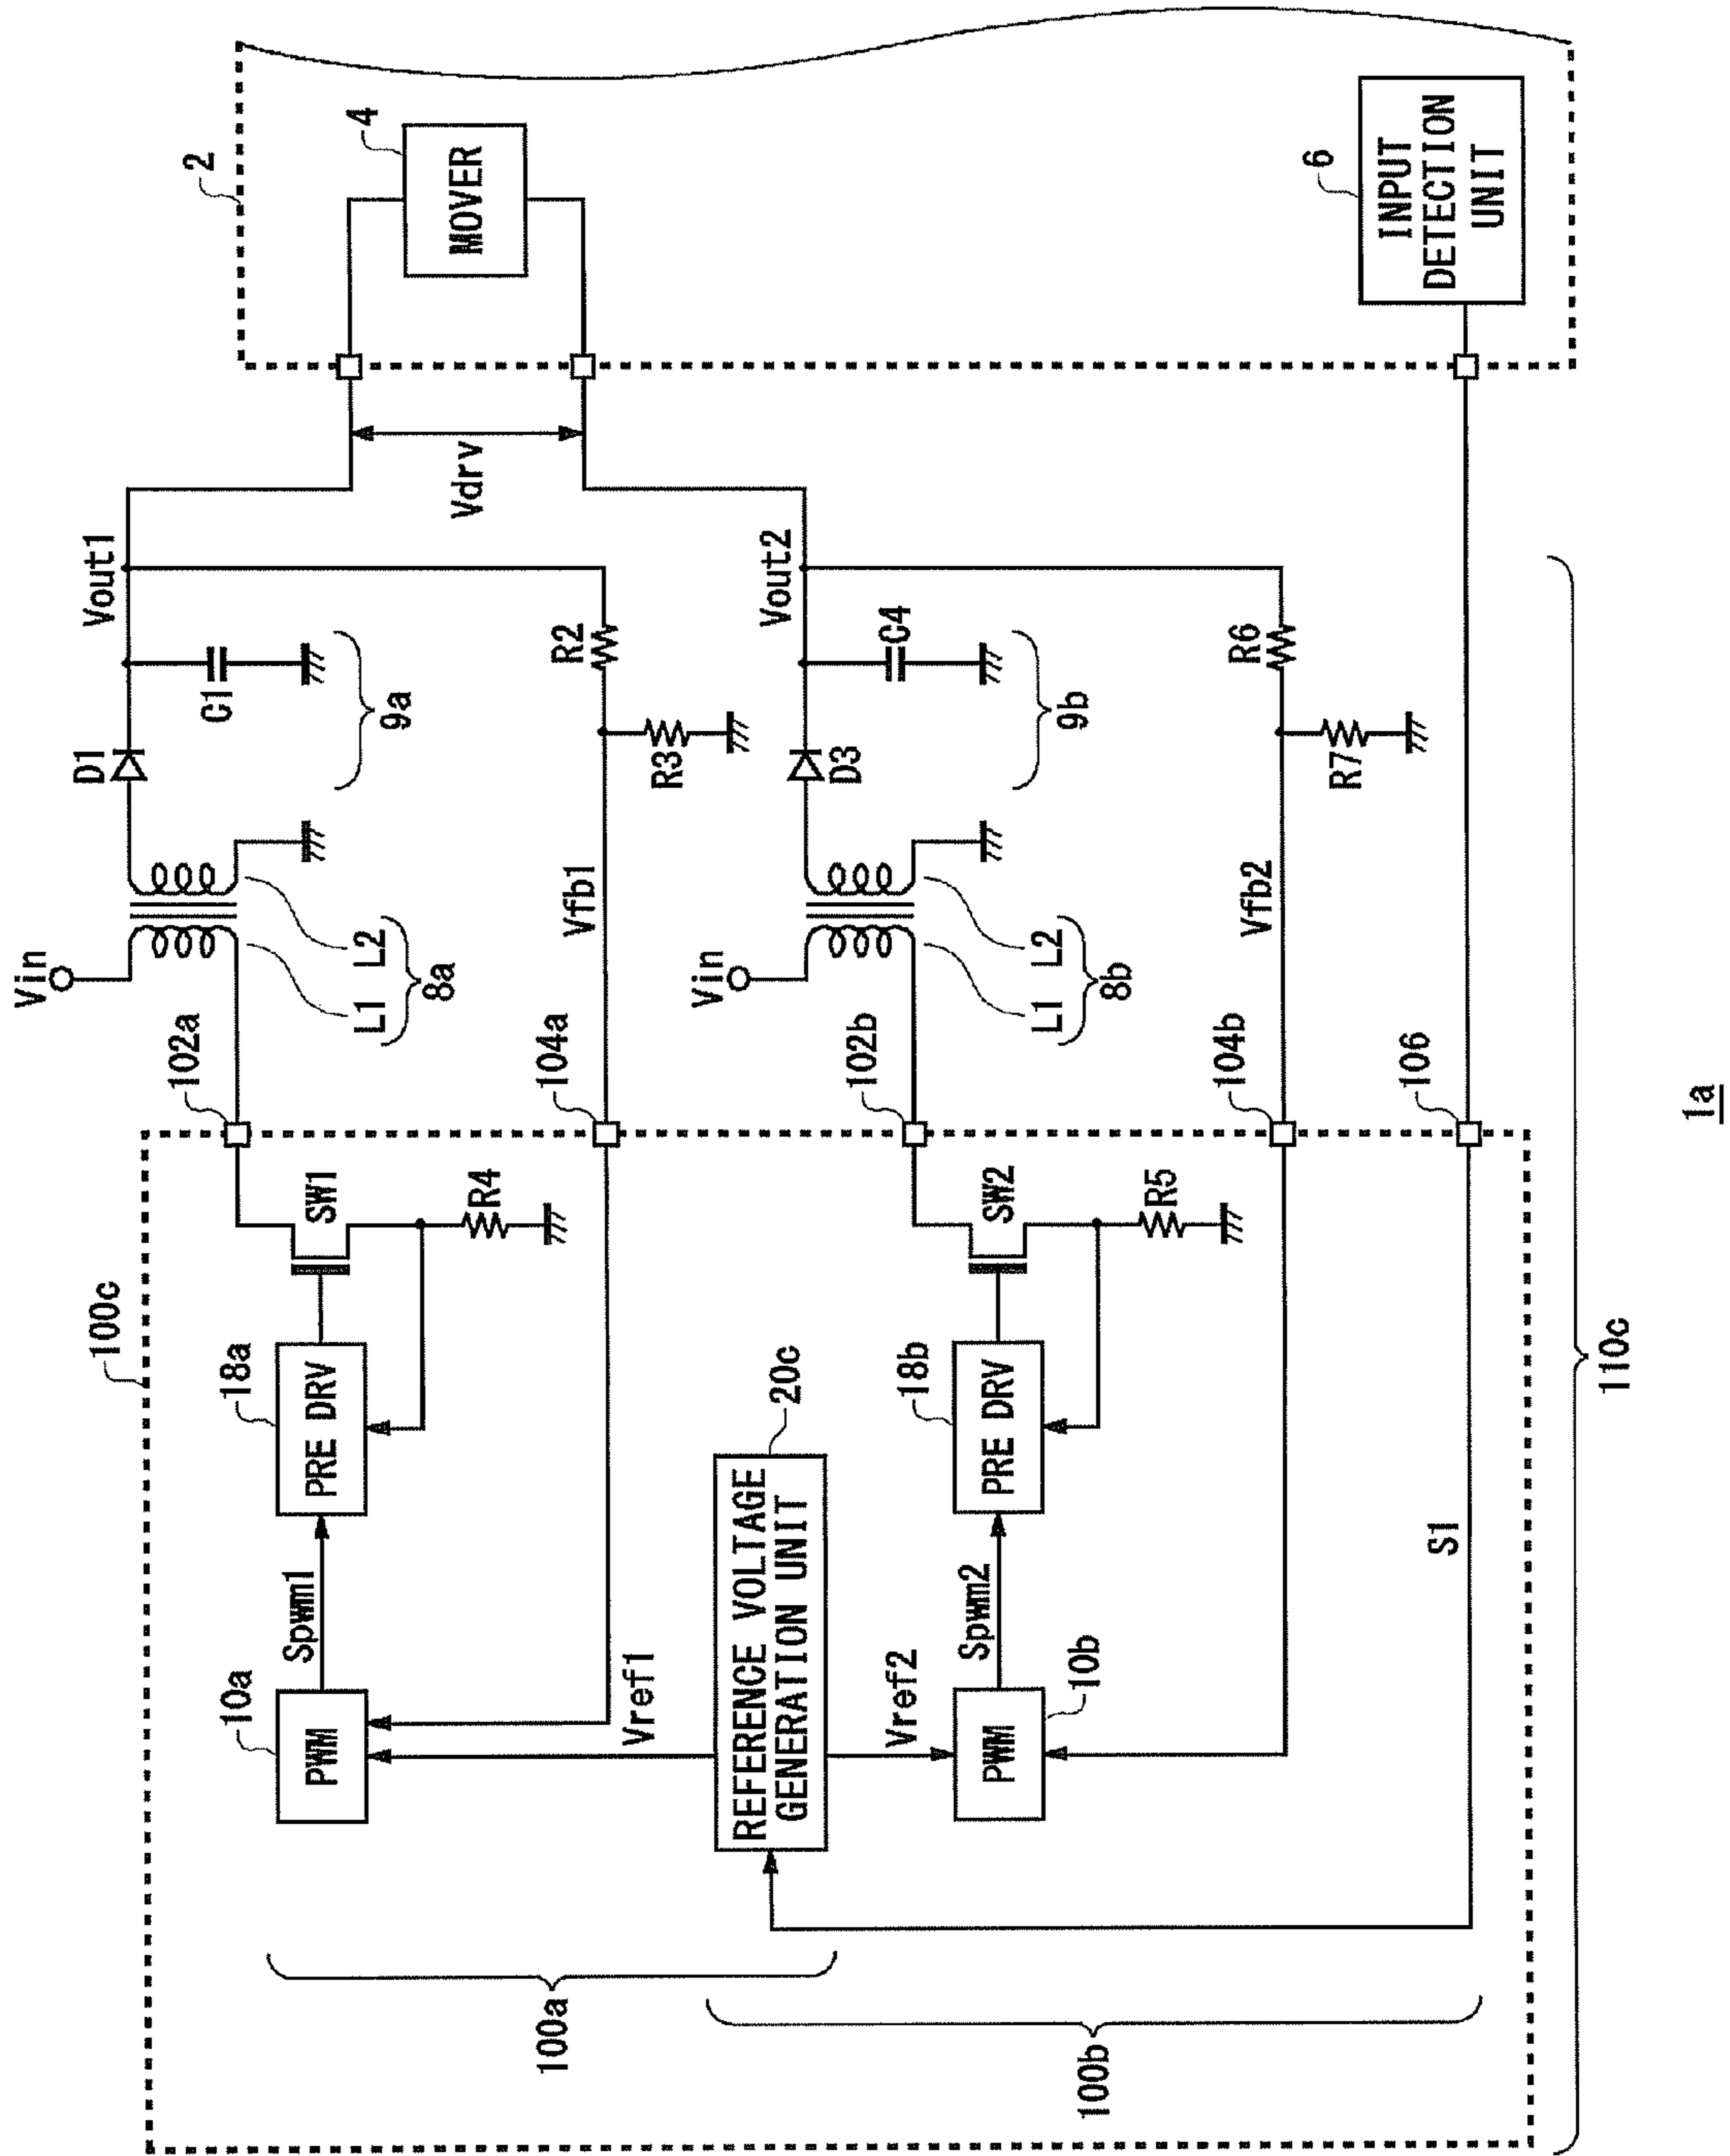 100c
10a
PWM
Spwm1
18a
PRE DRV
SW1
R4
102a
Vin
L1
L2
8a
D1
C1
9a
Vout1
Vdrv
2
4
MOVER
Vref1
104a
Vfb1
R3
R2
100a
REFERENCE VOLTAGE
GENERATION UNIT
20c
Vref2
PWM
10b
Spwm2
18b
PRE DRV
SW2
R5
102b
Vin
L1
L2
8b
D3
C4
9b
Vout2
104b
Vfb2
R7
R6
100b
S1
106
6
INPUT
DETECTION
UNIT
110c
1a